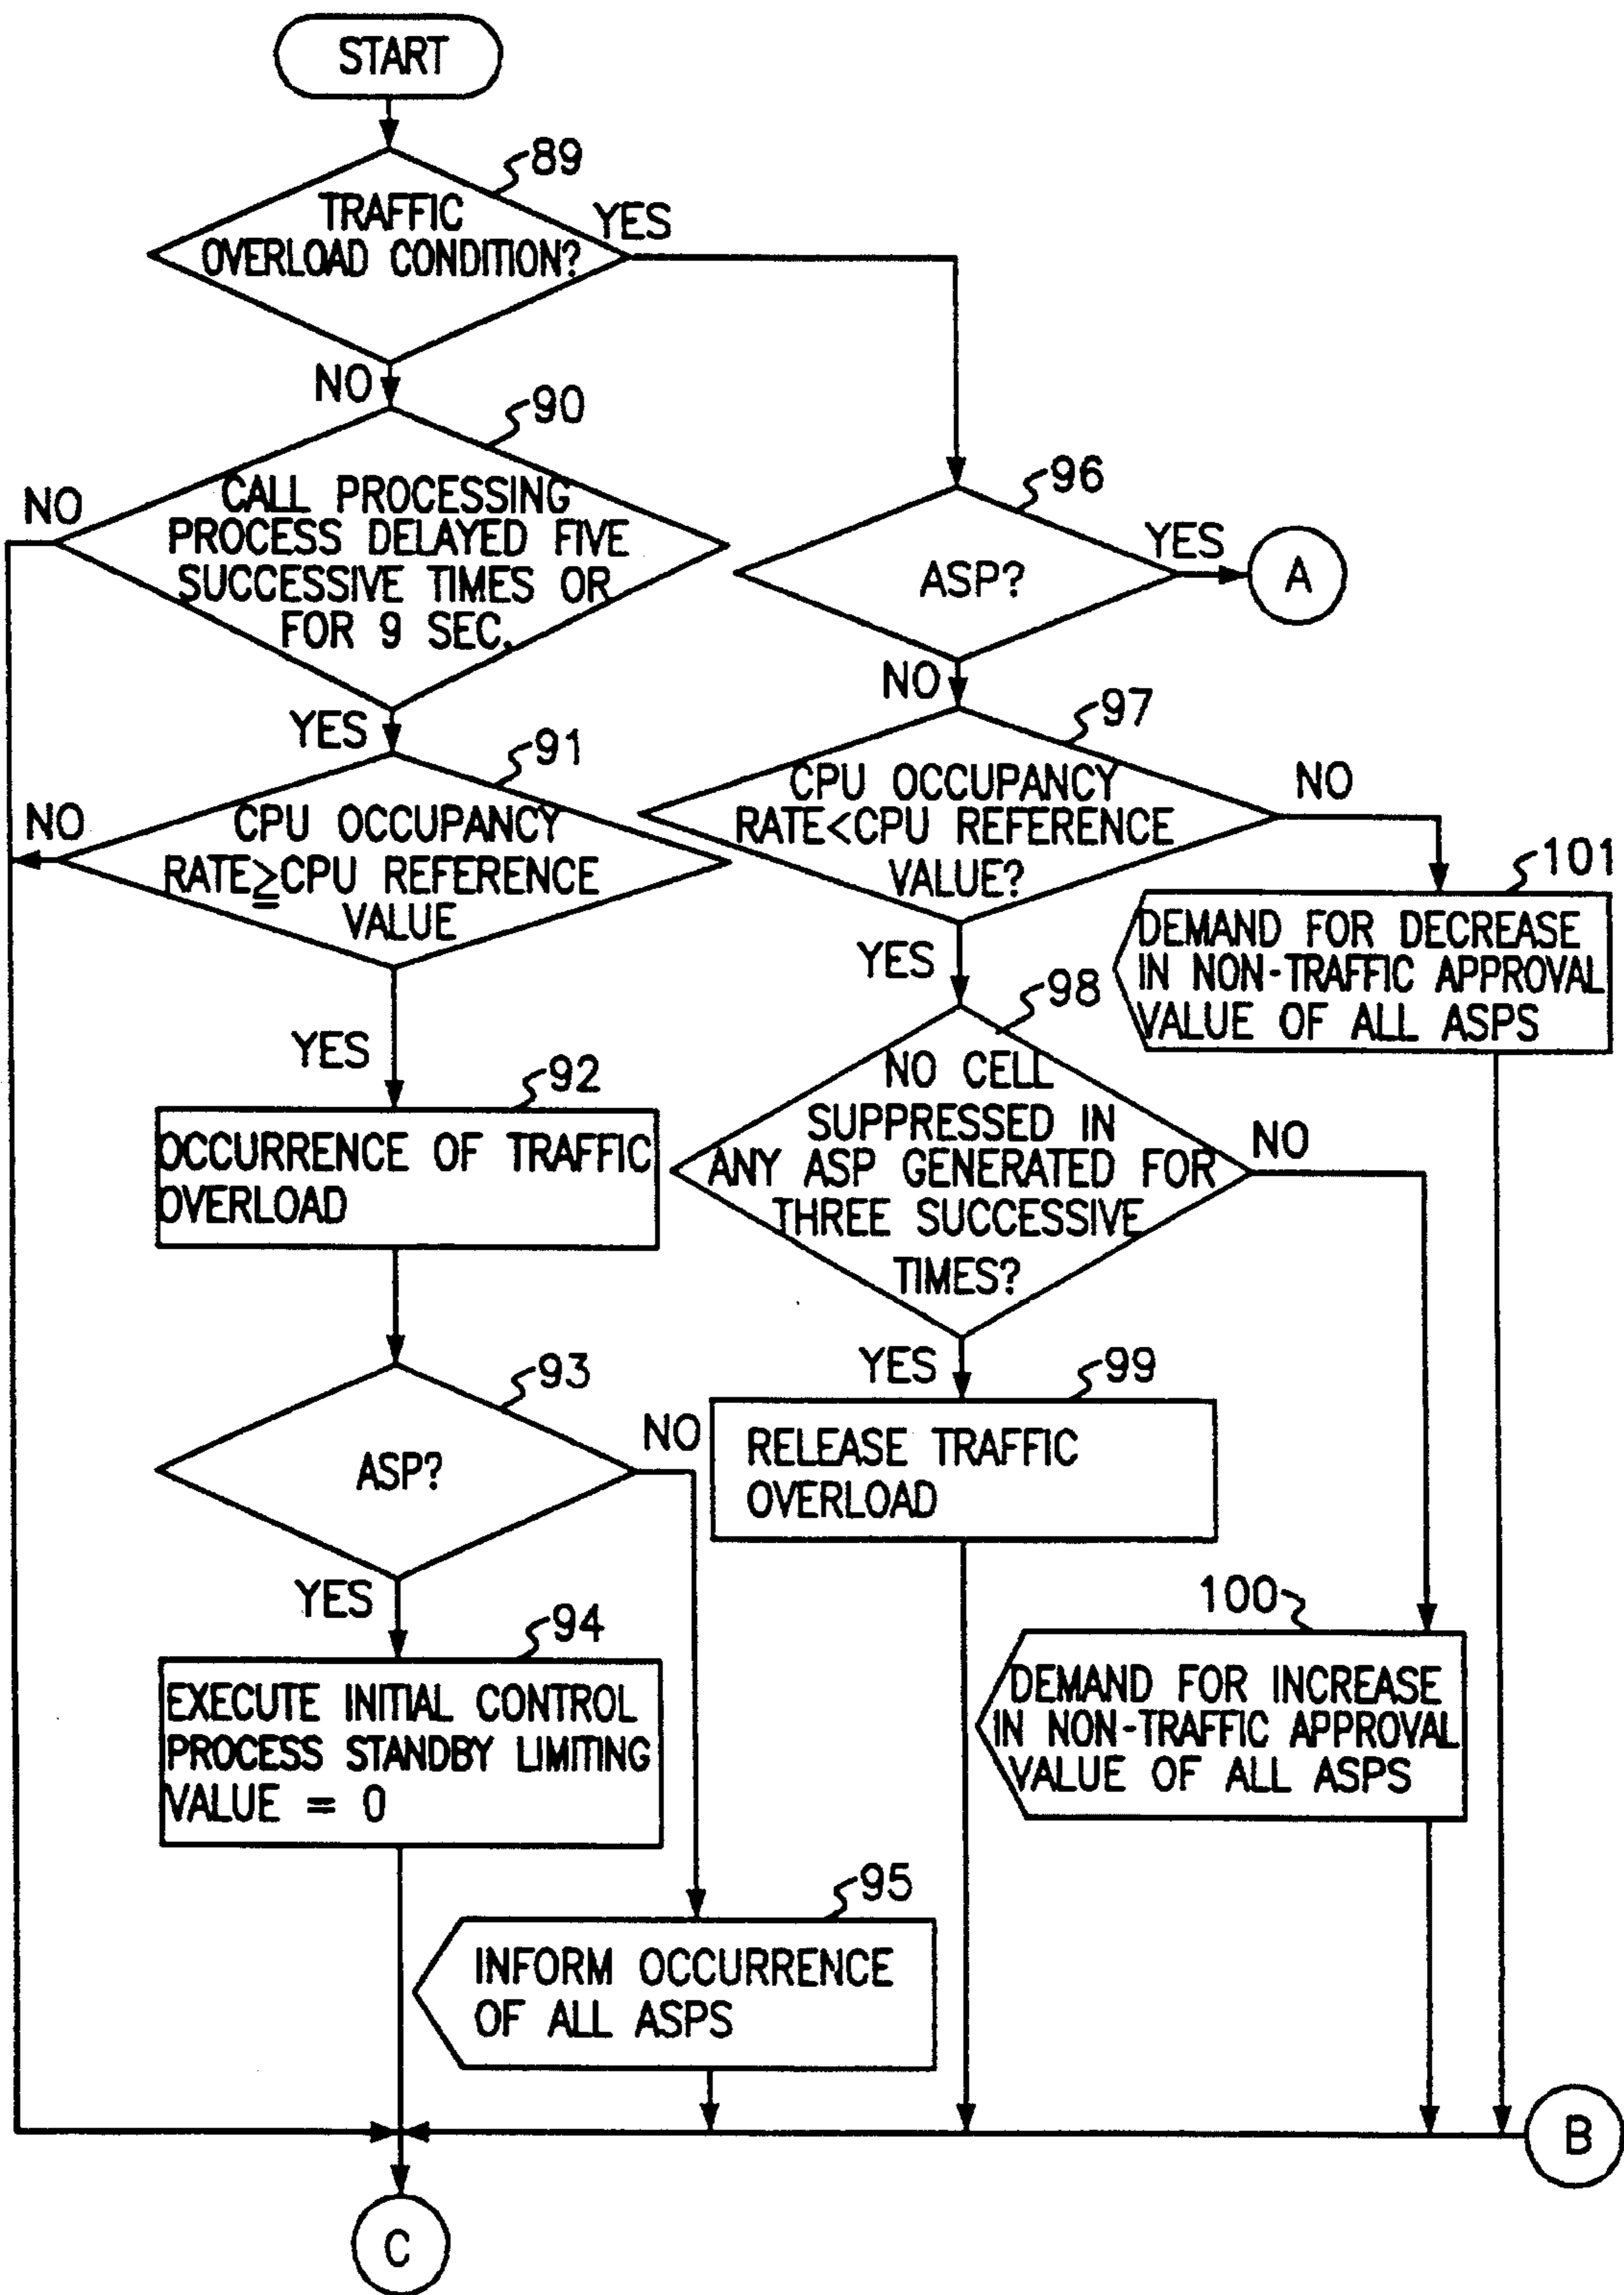 START
89
TRAFFIC
OVERLOAD CONDITION?
YES
NO
90
CALL PROCESSING
PROCESS DELAYED FIVE
SUCCESSIVE TIMES OR
FOR 9 SEC.
NO
YES
91
CPU OCCUPANCY
RATE≧CPU REFERENCE
VALUE
NO
YES
92
OCCURRENCE OF TRAFFIC
OVERLOAD
93
ASP?
NO
YES
94
EXECUTE INITIAL CONTROL
PROCESS STANDBY LIMITING
VALUE = 0
95
INFORM OCCURRENCE
OF ALL ASPS
96
ASP?
YES
A
NO
97
CPU OCCUPANCY
RATE<CPU REFERENCE
VALUE?
NO
YES
98
NO CELL
SUPPRESSED IN
ANY ASP GENERATED FOR
THREE SUCCESSIVE
TIMES?
NO
YES
99
RELEASE TRAFFIC
OVERLOAD
100
DEMAND FOR INCREASE
IN NON-TRAFFIC APPROVAL
VALUE OF ALL ASPS
101
DEMAND FOR DECREASE
IN NON-TRAFFIC APPROVAL
VALUE OF ALL ASPS
B
C